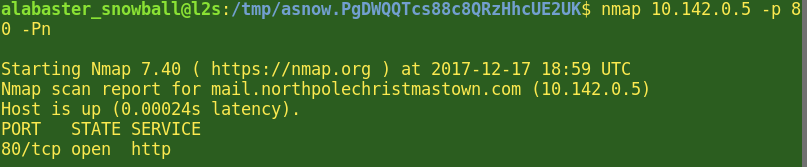 alabaster_snowball@l2s:/tmp/asnow.PgDWQQTcs88c8QRzHhcUE2UK$ nmap 10.142.0.5 -p 8
0 -Pn
Starting Nmap 7.40 ( https://nmap.org ) at 2017-12-17 18:59 UTC
Nmap scan report for mail.northpolechristmastown.com (10.142.0.5)
Host is up (0.00024s latency).
PORT   STATE SERVICE
80/tcp open  http